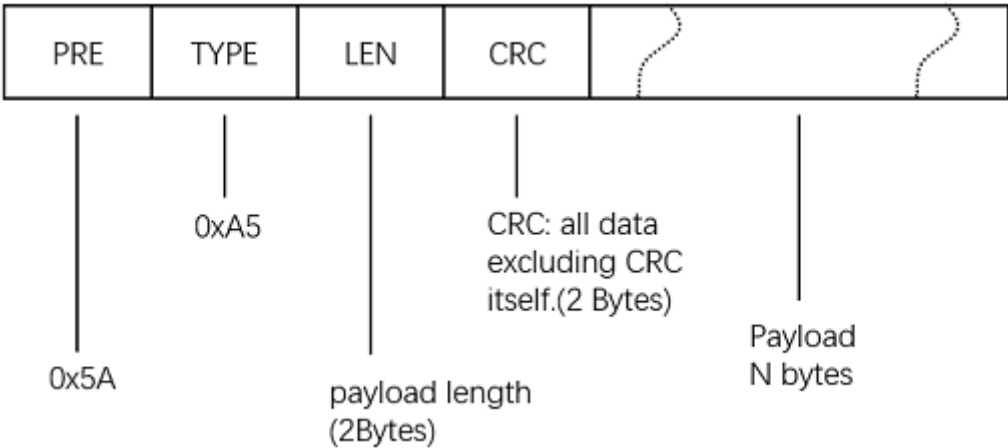 PRE TYPE LEN CRC
0xA5
CRC: all data
excluding CRC
itself.(2 Bytes)
Payload
N bytes
0x5A
payload length
(2Bytes)